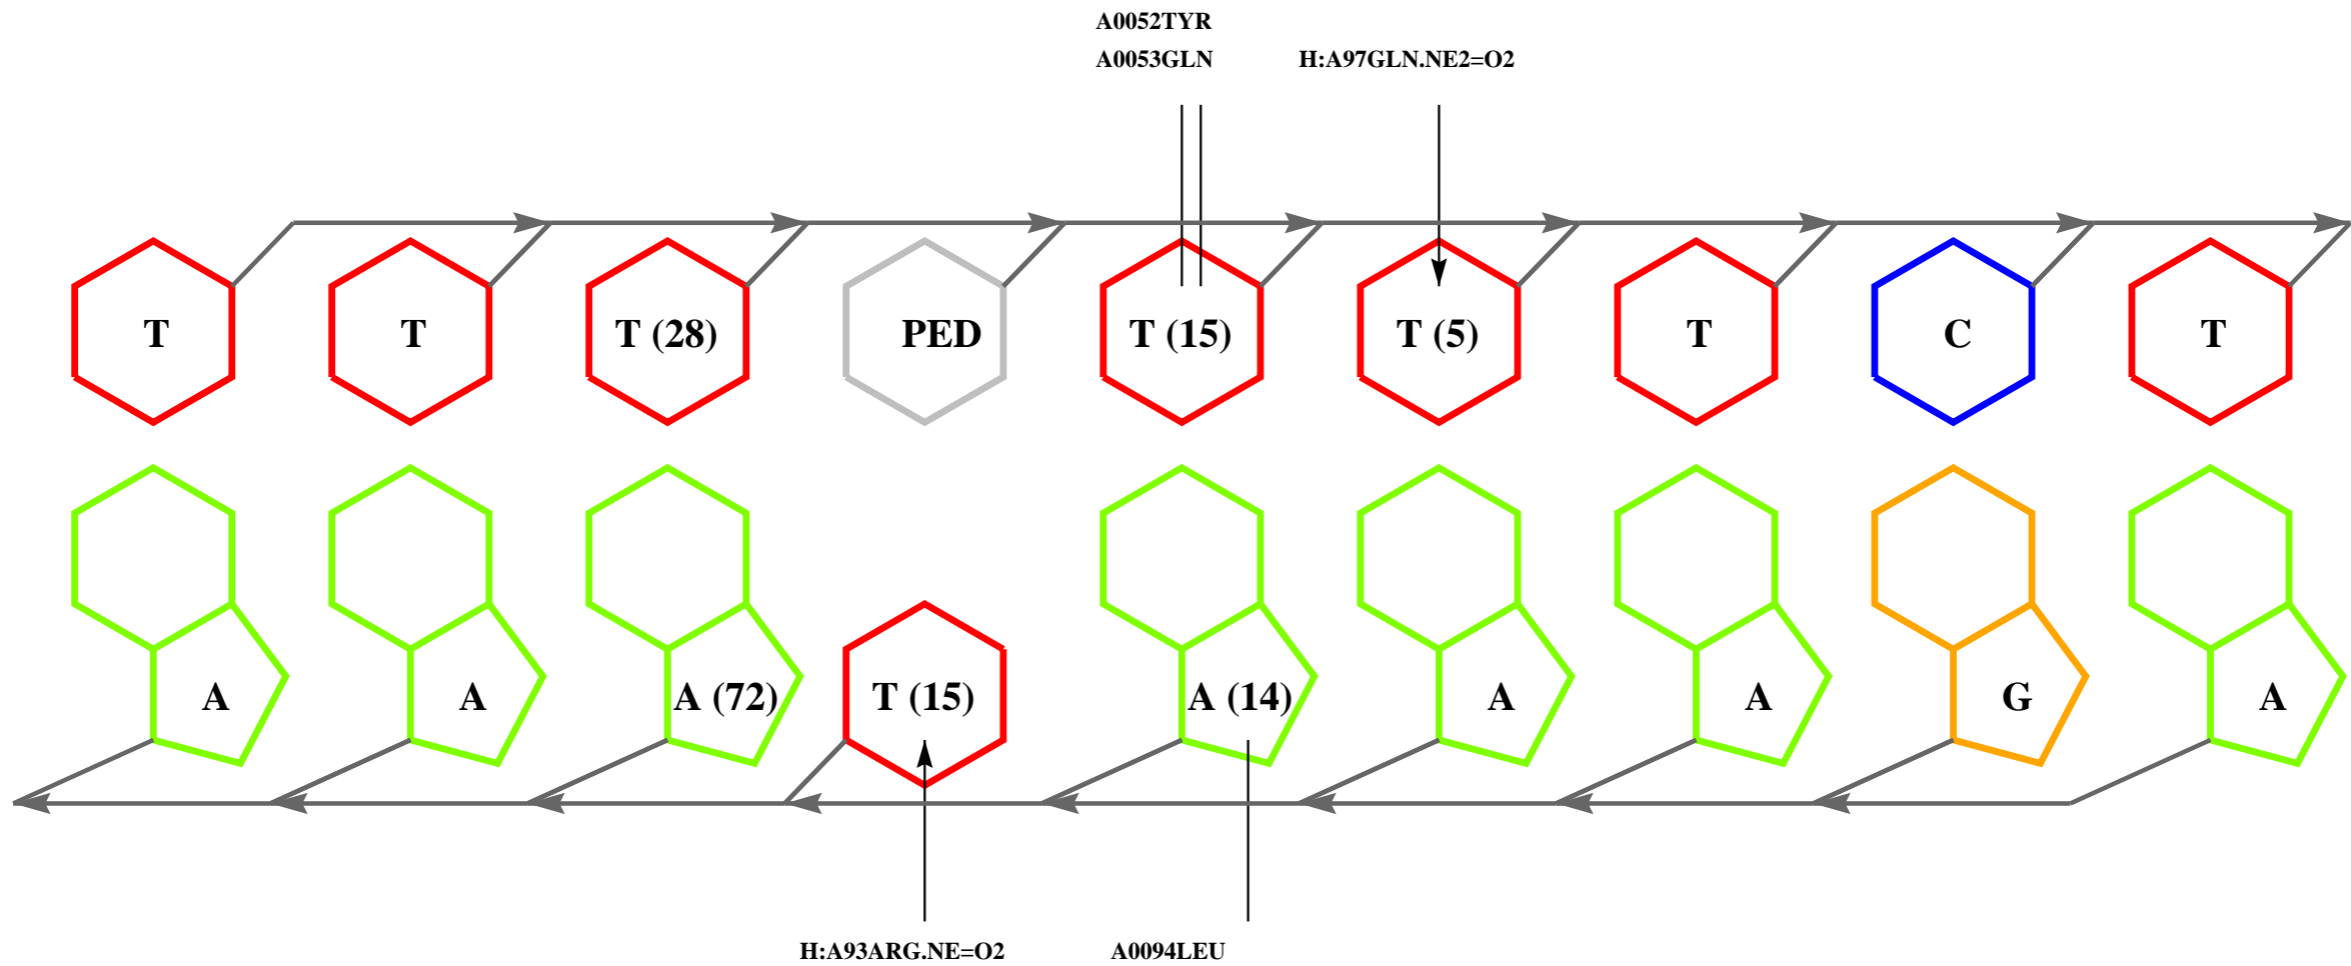 A0052TYR
A0053GLN H:A97GLN.NE2=O2
T T T (28) PED T (15) T (5) T C T
A A A (72) T (15) A (14) A A G A
H:A93ARG.NE=O2 A0094LEU